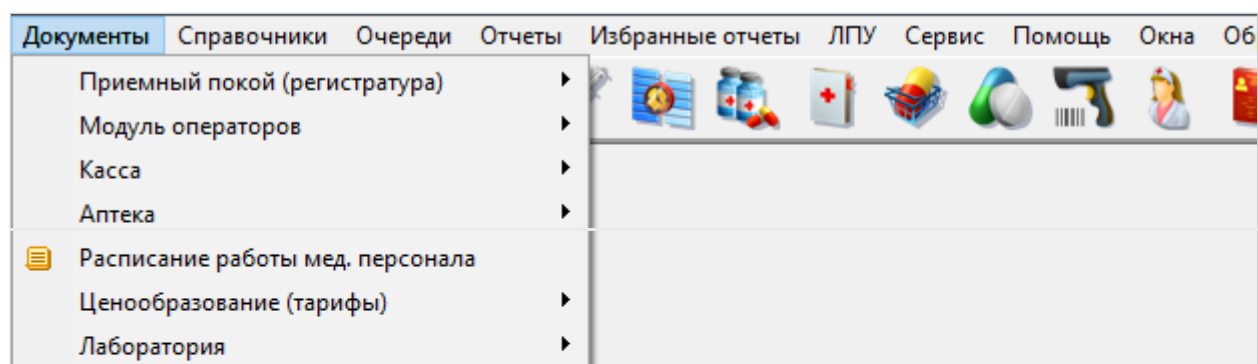 Документы Справочники Очереди Отчеты Избранные отчеты ЛПУ Сервис Помощь Окна Об
Приемный покой (регистратура)
Модуль операторов
Касса
Аптека
Расписание работы мед. персонала
Ценообразование (тарифы)
Лаборатория